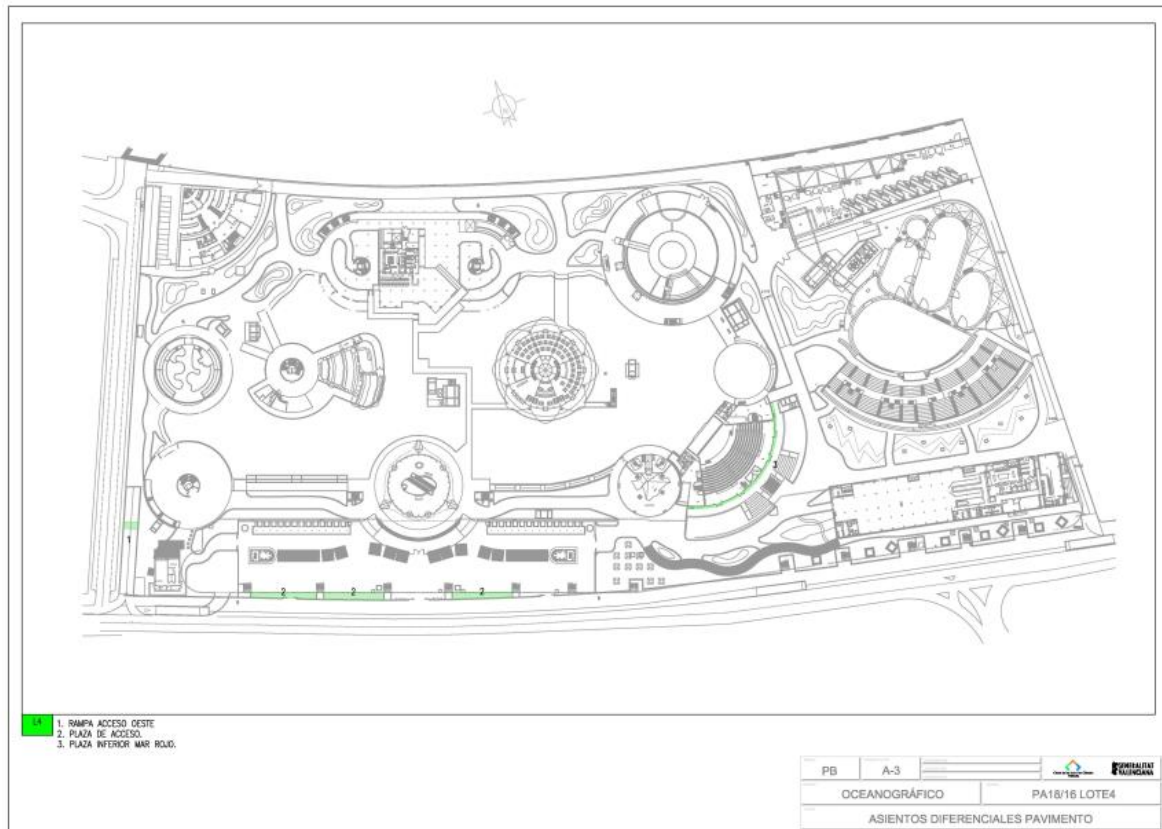 3
1
2
2
2
L4
1. RAMPA ACCESO OESTE
2. PLAZA DE ACCESO.
3. PLAZA INFERIOR MAR ROJO.
PB
A-3
GENERALITAT
VALENCIANA
OCEANOGRÁFICO
PA18/16 LOTE4
ASIENTOS DIFERENCIALES PAVIMENTO